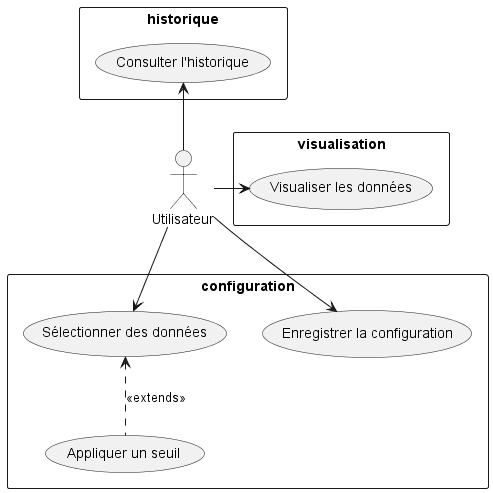 historique
Consulter l'historique
visualisation
Visualiser les données
Utilisateur
configuration
Sélectionner des données
Enregistrer la configuration
«extends»
Appliquer un seuil